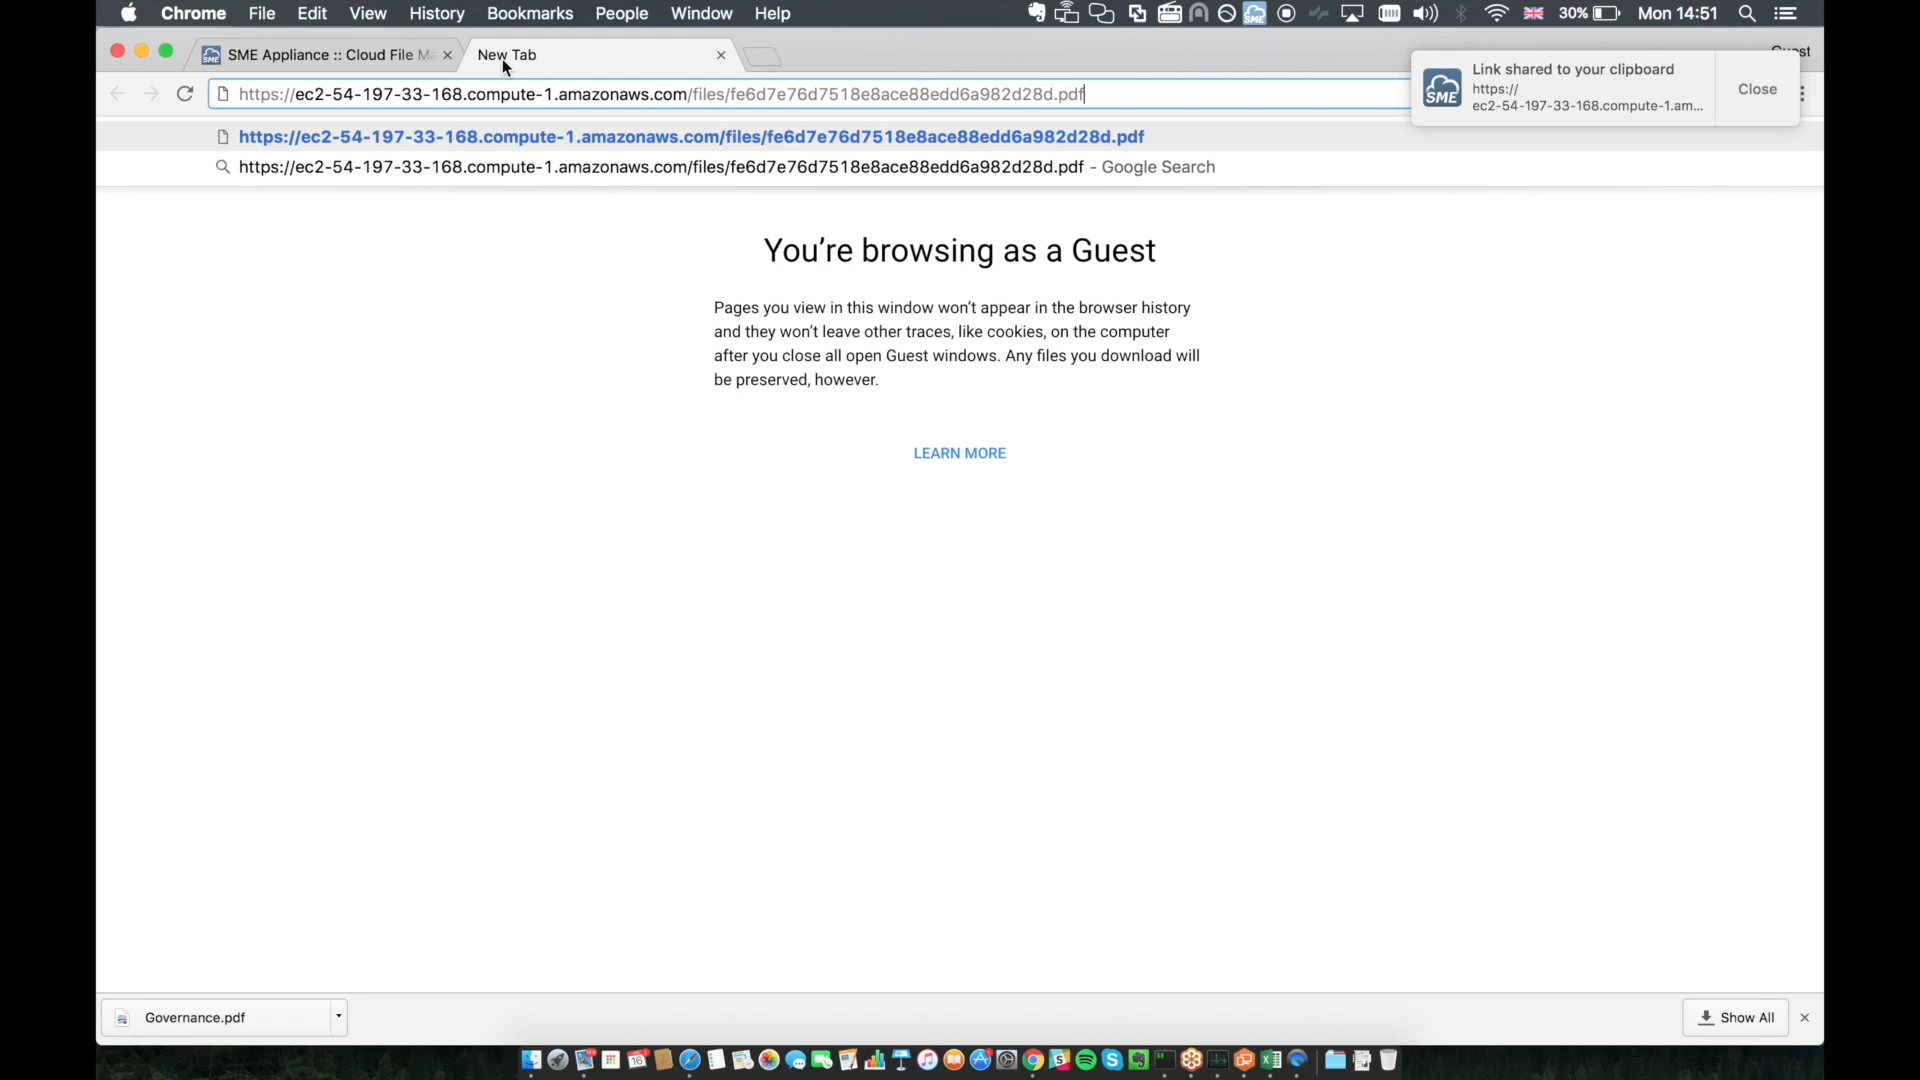 Chrome File Edit View History Bookmarks People Window Help
SME 30% Mon 14:51
SME SME Appliance :: Cloud File Ma
New Tab
https://ec2-54-197-33-168.compute-1.amazonaws.com/files/fe6d7e76d7518e8ace88edd6a982d28d.pdf
SME
Link shared to your clipboard
https://
ec2-54-197-33-168.compute-1.am...
Close
https://ec2-54-197-33-168.compute-1.amazonaws.com/files/fe6d7e76d7518e8ace88edd6a982d28d.pdf
https://ec2-54-197-33-168.compute-1.amazonaws.com/files/fe6d7e76d7518e8ace88edd6a982d28d.pdf - Google Search
You're browsing as a Guest
Pages you view in this window won't appear in the browser history
and they won't leave other traces, like cookies, on the computer
after you close all open Guest windows. Any files you download will
be preserved, however.
LEARN MORE
Governance.pdf
Show All
16